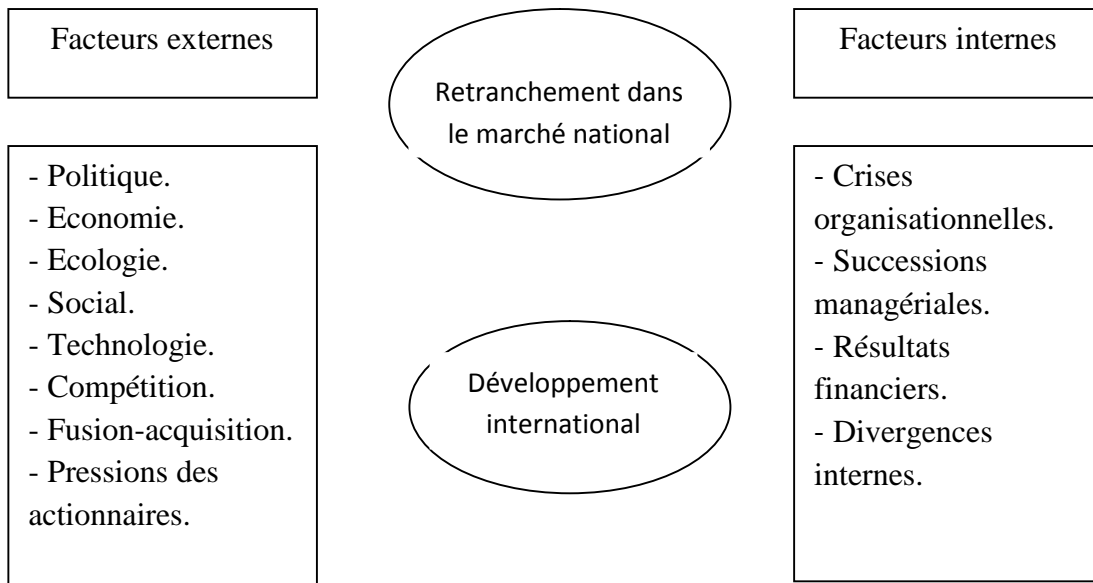 Facteurs externes
- Politique.
- Economie.
- Ecologie.
- Social.
- Technologie.
- Compétition.
- Fusion-acquisition.
- Pressions des
actionnaires.
Retranchement dans
le marché national
Développement
international
Facteurs internes
- Crises
organisationnelles.
- Successions
managériales.
- Résultats
financiers.
- Divergences
internes.